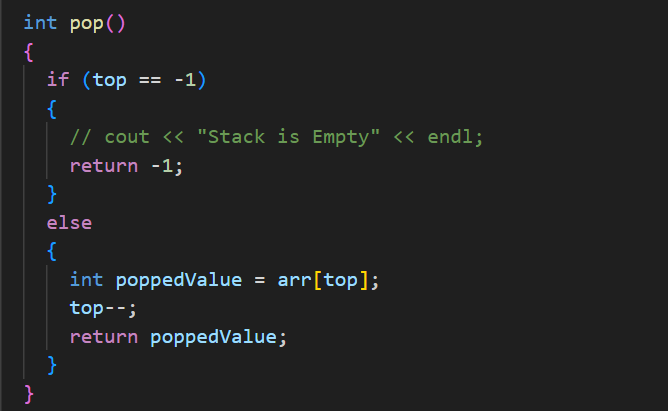 int pop()
{
  if (top == -1)
  {
    // cout << "Stack is Empty" << endl;
    return -1;
  }
  else
  {
    int poppedValue = arr[top];
    top--;
    return poppedValue;
  }
}